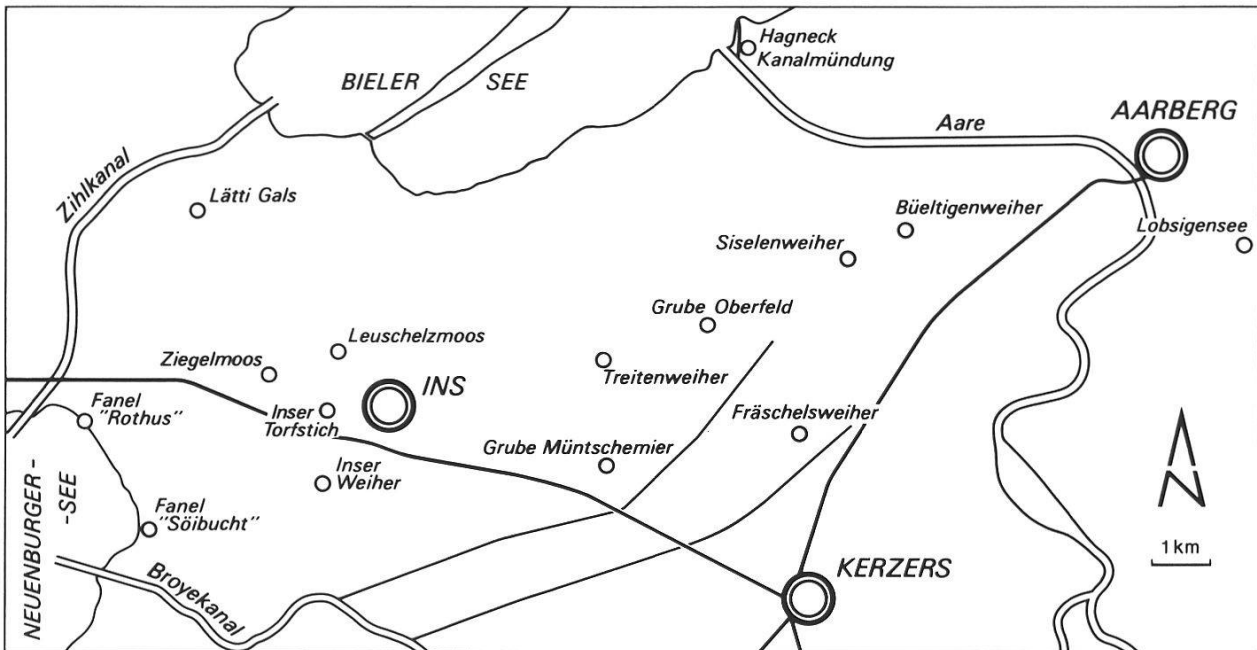 Hagneck
Kanalmündung
BIELER SEE
AARBERG
Aare
Zihlkanal
Lätti Gals
Büeltigenweiher
Siselenweiher
Lobsigensee
Grube Oberfeld
Leuschelzmoos
Ziegelmoos
Treitenweiher
INS
Fanel
"Rothus"
Inser
Torfstich
Fräschelsweiher
Grube Müntschemier
Inser
Weiher
NEUENBURGER-
-SEE
Fanel
"Söibucht"
1 km
Broyekanal
KERZERS